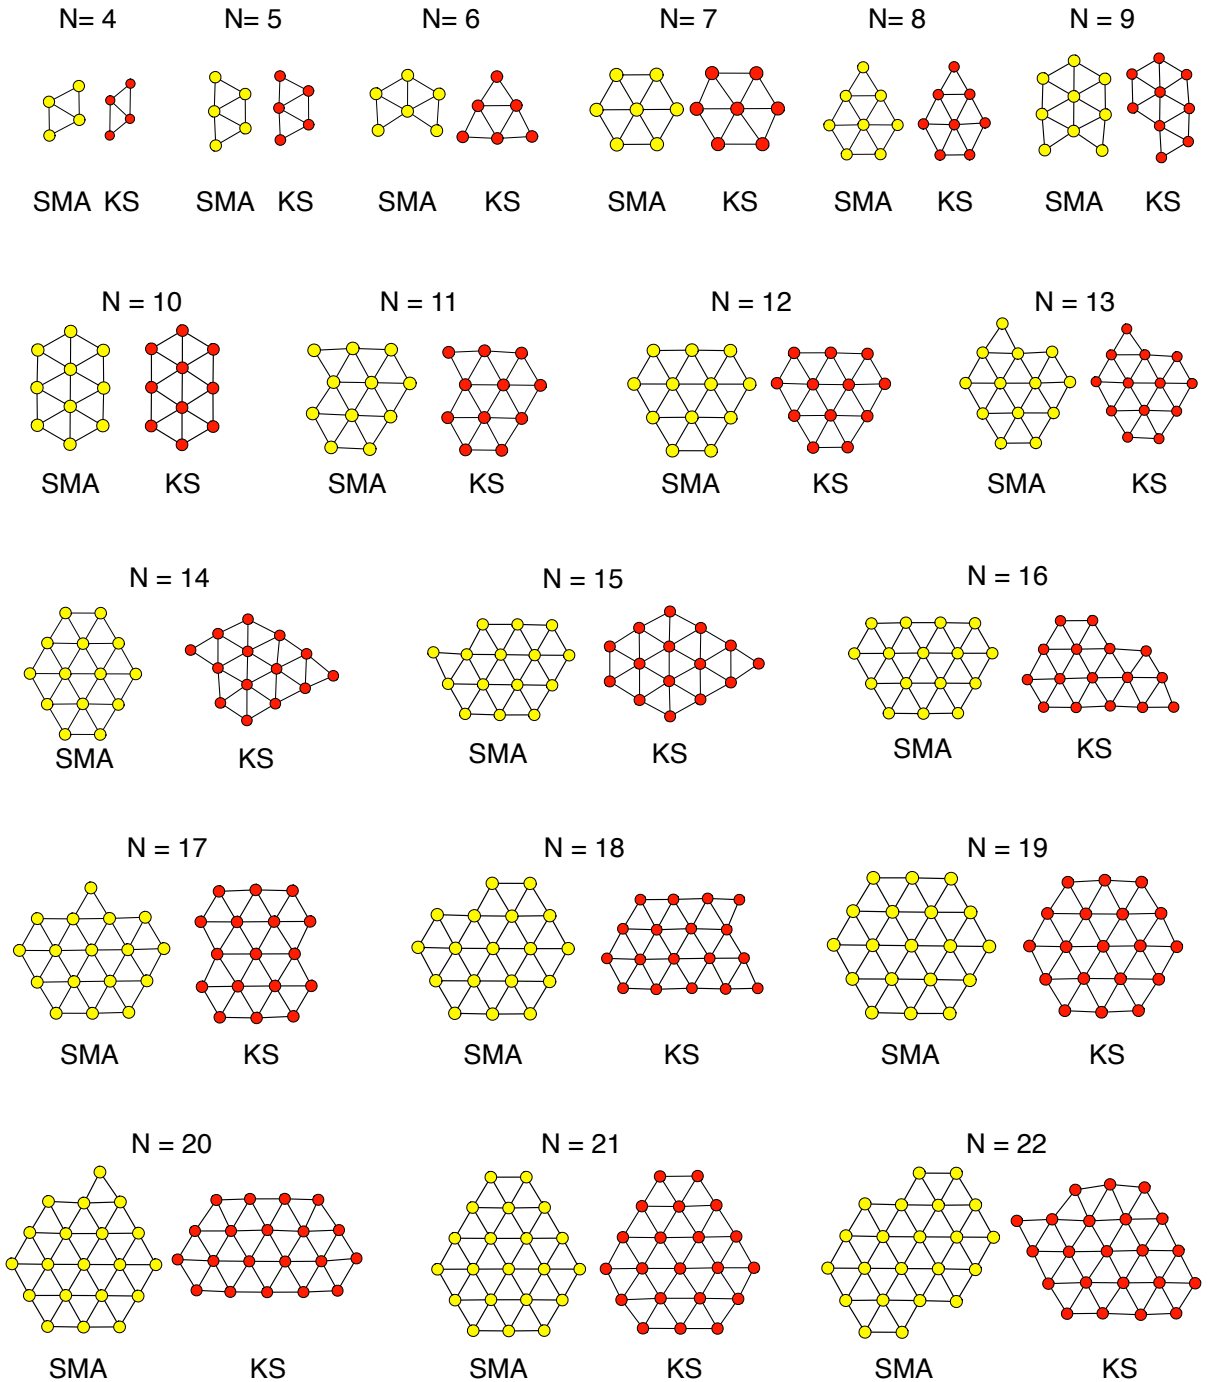 N= 4 N= 5 N= 6 N= 7 N= 8 N = 9
SMA KS SMA KS SMA KS SMA KS SMA KS SMA KS
N = 10 N = 11 N = 12 N = 13
SMA KS SMA KS SMA KS SMA KS
N = 14 N = 15 N = 16
SMA KS SMA KS SMA KS
N = 17 N = 18 N = 19
SMA KS SMA KS SMA KS
N = 20 N = 21 N = 22
SMA KS SMA KS SMA KS